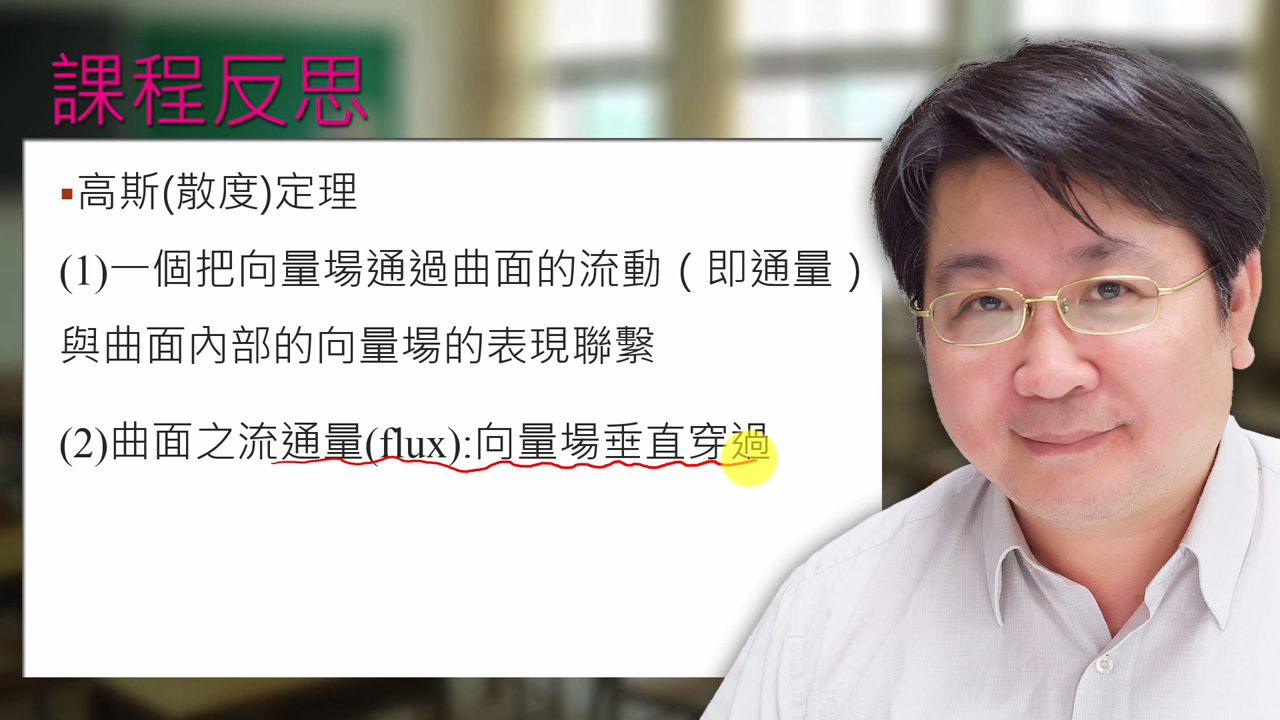 課程反思
▪高斯(散度)定理
(1)一個把向量場通過曲面的流動（即通量）
與曲面內部的向量場的表現聯繫
(2)曲面之流通量(flux):向量場垂直穿過